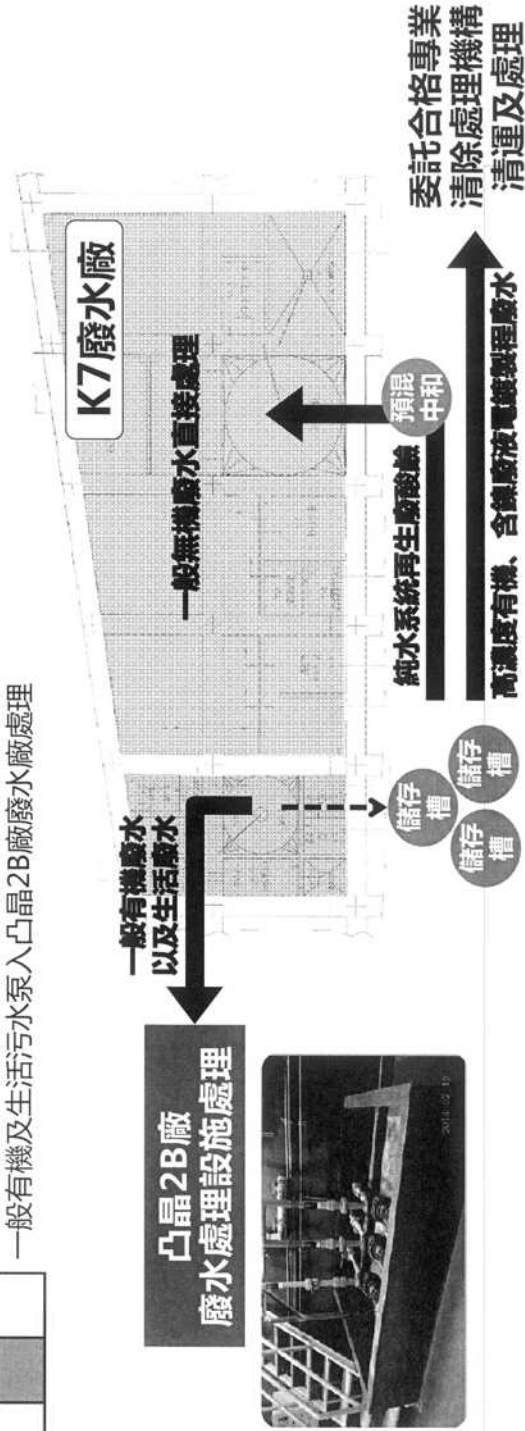 一般有機及生活污水泵入凸晶2B廠廢水廠處理
K7廢水廠
一般有機廢水
以及生活廢水
一般無機廢水直接處理
凸晶2B廠
廢水處理設施處理
預混
中和
純水系統再生廢酸鹼
儲存
槽
儲存
槽
儲存
槽
高濃度有機、含鎳廢液電鍍製程廢水
委託合格專業
清除處理機構
清運及處理